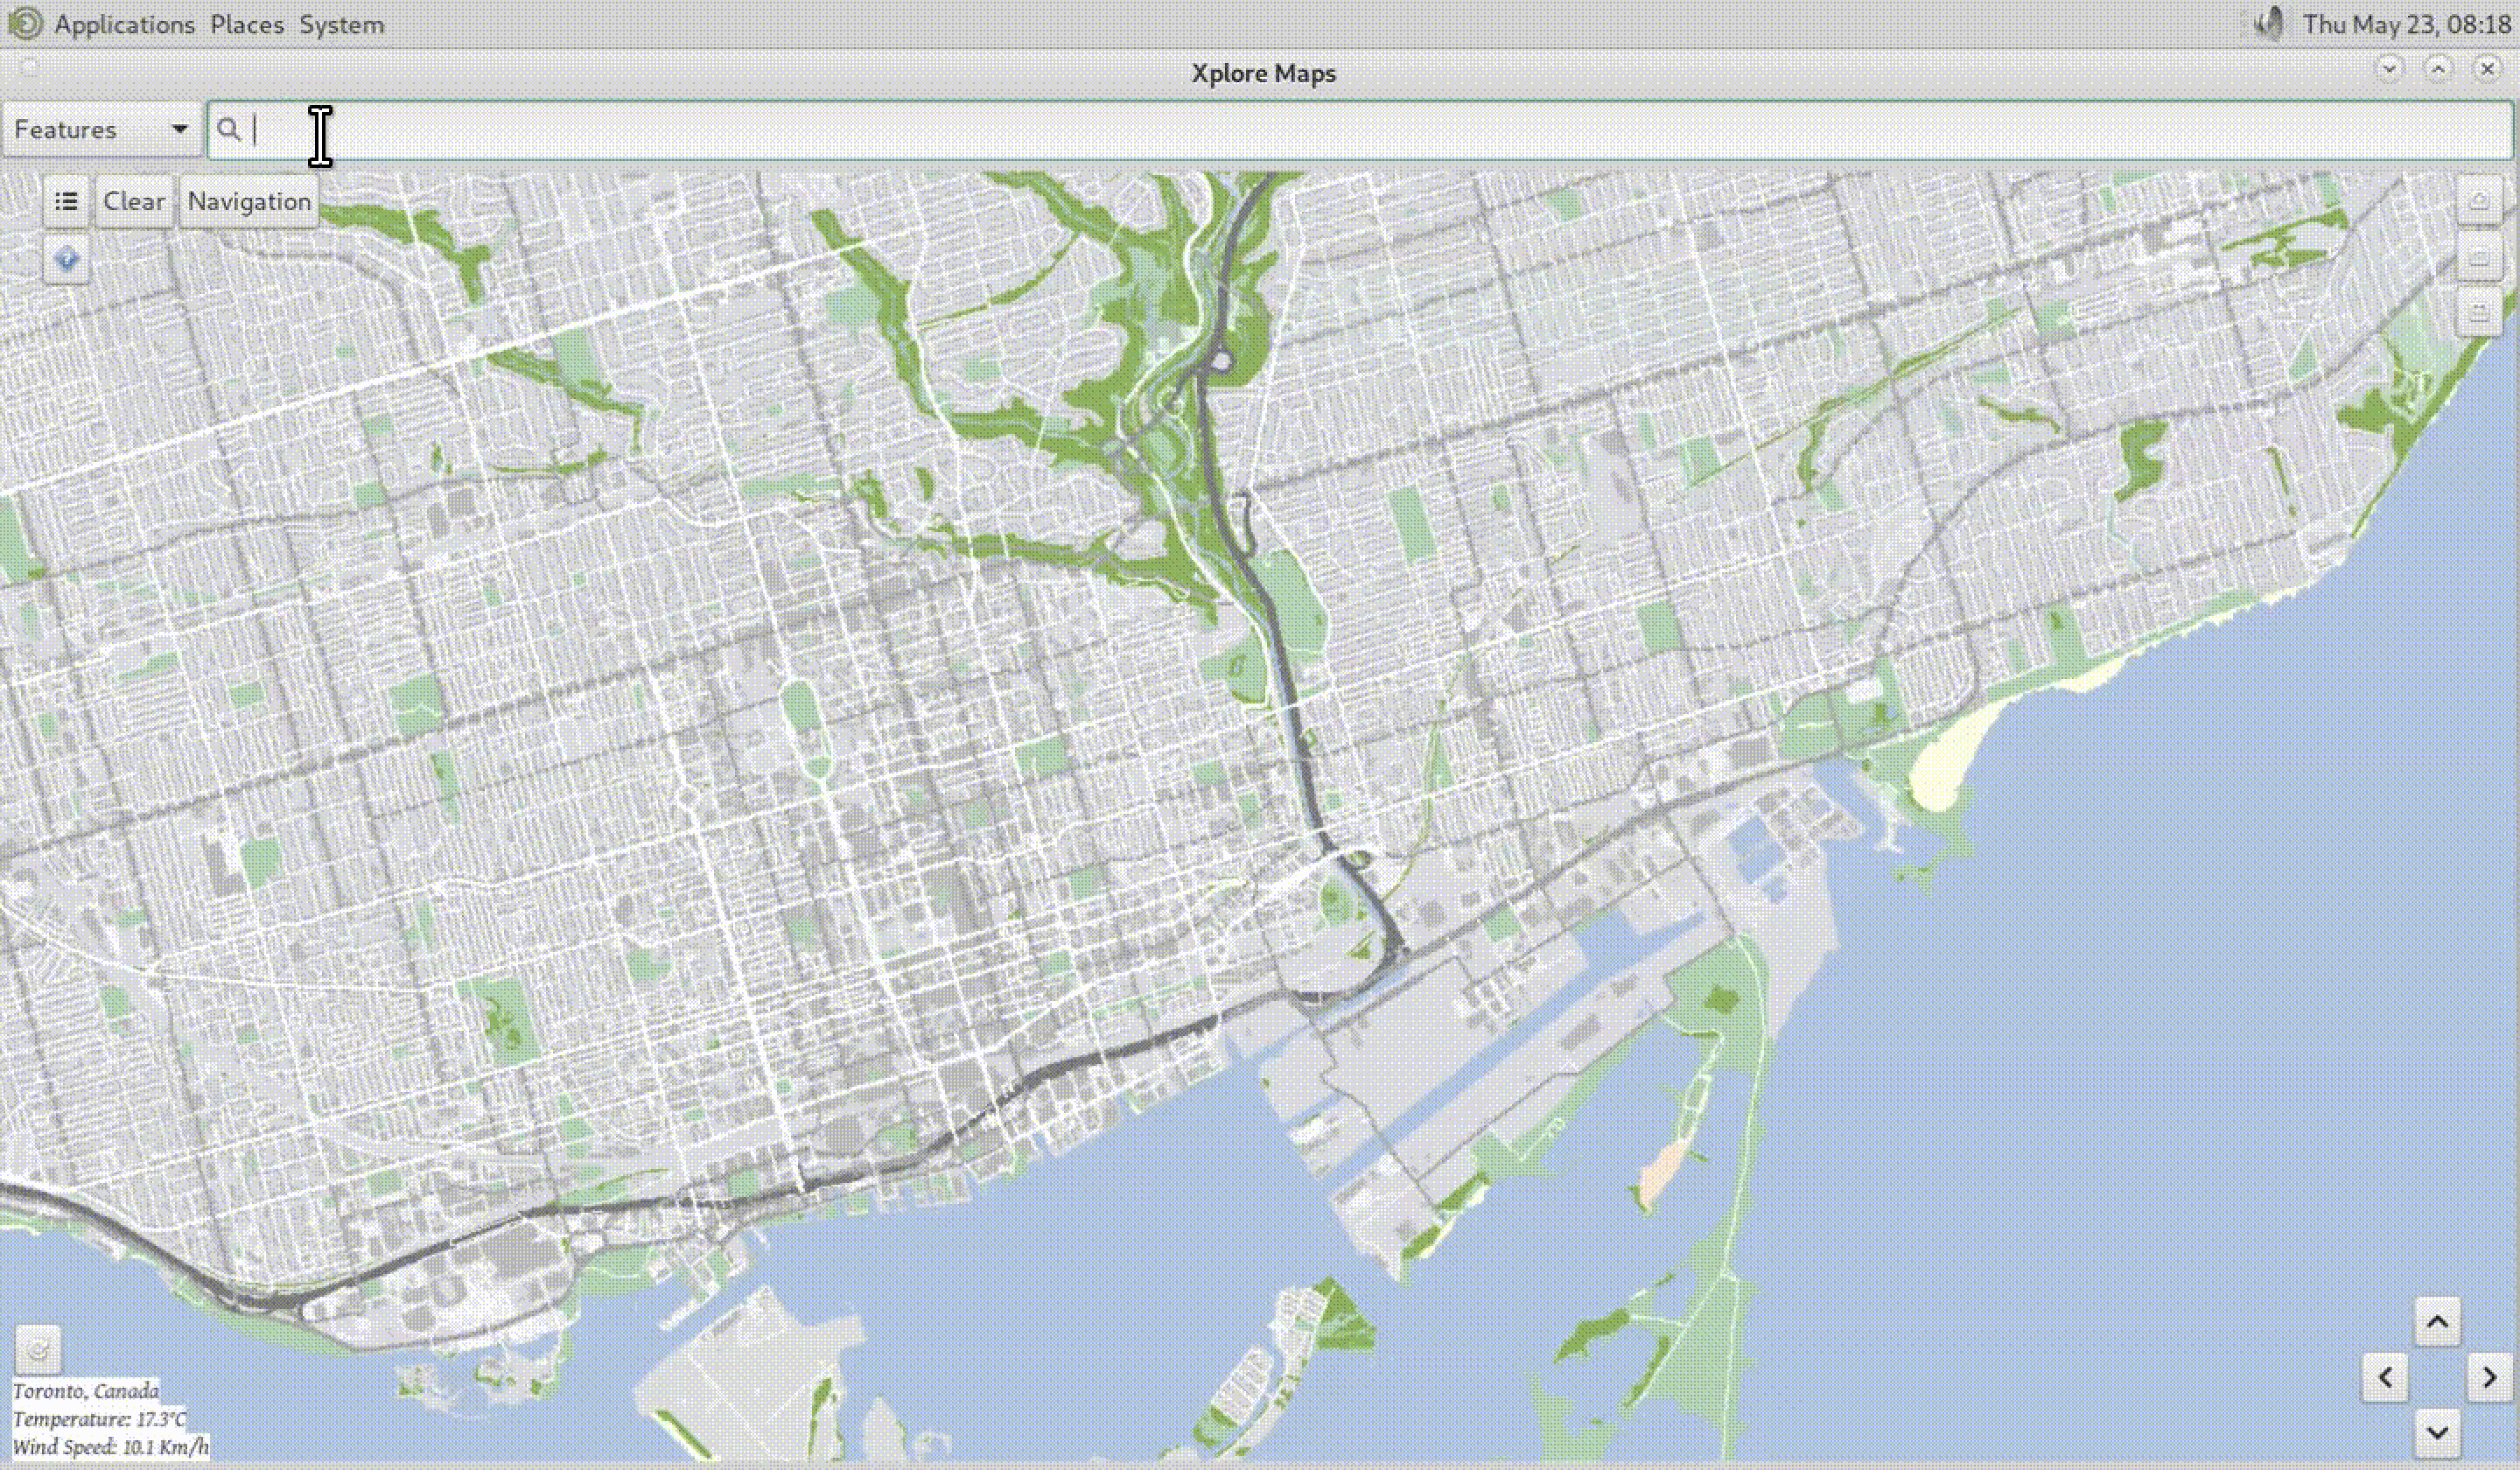 Applications Places System
Thu May 23, 08:18
Xplore Maps
Features
Clear Navigation
Toronto, Canada
Temperature: 17.3°C
Wind Speed: 10.1 Km/h